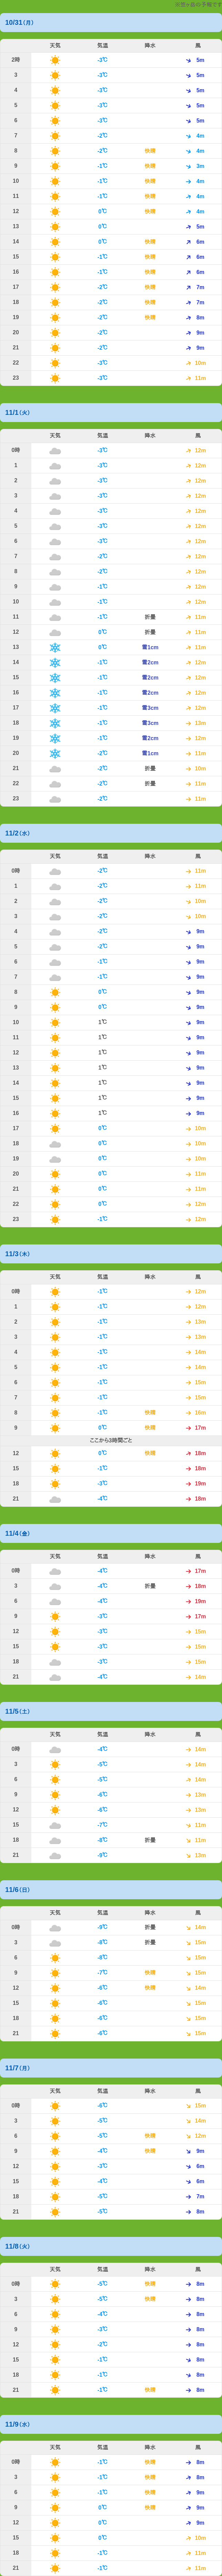 の予報です
10/31（月）
天気 気温 降水 風
2時 -3℃ 5m
3 -3℃ 5m
4 -3℃ 5m
5 -3℃ 5m
6 -3℃ 5m
7 -2℃ 4m
8 -2℃ 快晴 4m
9 -1℃ 快晴 3m
10 -1℃ 快晴 4m
11 -1℃ 快晴 4m
12 0℃ 快晴 4m
13 0℃ 5m
14 0℃ 快晴 6m
15 -1℃ 快晴 6m
16 -1℃ 快晴 6m
17 -2℃ 快晴 7m
18 -2℃ 快晴 7m
19 -2℃ 快晴 8m
20 -2℃ 9m
21 -2℃ 9m
22 -3℃ 10m
23 -3℃ 11m
11/1（火）
天気 気温 降水 風
0時 -3℃ 12m
1 -3℃ 12m
2 -3℃ 12m
3 -3℃ 12m
4 -3℃ 12m
5 -3℃ 12m
6 -3℃ 12m
7 -2℃ 12m
8 -2℃ 12m
9 -1℃ 12m
10 -1℃ 12m
11 -1℃ 折曇 11m
12 0℃ 折曇 11m
13 0℃ 雪1cm 11m
14 -1℃ 雪2cm 11m
15 -1℃ 雪2cm 12m
16 -1℃ 雪2cm 12m
17 -1℃ 雪3cm 12m
18 -1℃ 雪3cm 13m
19 -1℃ 雪2cm 12m
20 -2℃ 雪1cm 11m
21 -2℃ 折曇 10m
22 -2℃ 折曇 11m
23 -2℃ 11m
11/2（水）
天気 気温 降水 風
0時 -2℃ 11m
1 -2℃ 11m
2 -2℃ 10m
3 -2℃ 10m
4 -2℃ 9m
5 -2℃ 9m
6 -1℃ 9m
7 -1℃ 9m
8 0℃ 9m
9 0℃ 9m
10 1℃ 9m
11 1℃ 9m
12 1℃ 9m
13 1℃ 9m
14 1℃ 9m
15 1℃ 9m
16 1℃ 9m
17 0℃ 10m
18 0℃ 10m
19 0℃ 10m
20 0℃ 11m
21 0℃ 11m
22 0℃ 12m
23 -1℃ 12m
11/3（木）
天気 気温 降水 風
0時 -1℃ 12m
1 -1℃ 12m
2 -1℃ 13m
3 -1℃ 13m
4 -1℃ 14m
5 -1℃ 14m
6 -1℃ 15m
7 -1℃ 15m
8 -1℃ 快晴 16m
9 0℃ 快晴 17m
ここから3時間ごと
12 0℃ 快晴 18m
15 -1℃ 18m
18 -3℃ 19m
21 -4℃ 18m
11/4（金）
天気 気温 降水 風
0時 -4℃ 17m
3 -4℃ 折曇 18m
6 -4℃ 19m
9 -3℃ 17m
12 -3℃ 15m
15 -3℃ 15m
18 -3℃ 15m
21 -4℃ 14m
11/5（土）
天気 気温 降水 風
0時 -4℃ 14m
3 -5℃ 14m
6 -5℃ 14m
9 -6℃ 13m
12 -6℃ 13m
15 -7℃ 11m
18 -8℃ 折曇 11m
21 -9℃ 13m
11/6（日）
天気 気温 降水 風
0時 -9℃ 折曇 14m
3 -8℃ 折曇 15m
6 -8℃ 15m
9 -7℃ 快晴 15m
12 -6℃ 快晴 14m
15 -6℃ 15m
18 -6℃ 15m
21 -6℃ 15m
11/7（月）
天気 気温 降水 風
0時 -6℃ 15m
3 -5℃ 14m
6 -5℃ 快晴 12m
9 -4℃ 快晴 9m
12 -3℃ 6m
15 -4℃ 6m
18 -5℃ 7m
21 -5℃ 8m
11/8（火）
天気 気温 降水 風
0時 -5℃ 快晴 8m
3 -5℃ 快晴 8m
6 -4℃ 8m
9 -3℃ 8m
12 -2℃ 8m
15 -1℃ 8m
18 -1℃ 8m
21 -1℃ 快晴 8m
11/9（水）
天気 気温 降水 風
0時 -1℃ 快晴 8m
3 -1℃ 快晴 8m
6 -1℃ 快晴 9m
9 0℃ 快晴 9m
12 0℃ 9m
15 0℃ 10m
18 -1℃ 11m
21 -1℃ 11m